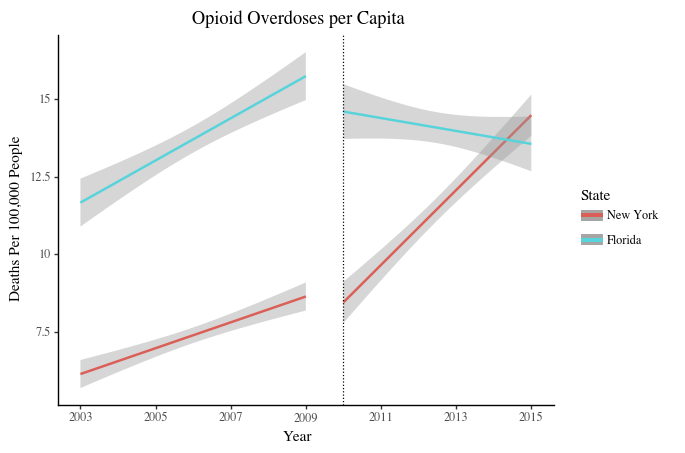 Opioid Overdoses per Capita
Deaths Per 100,000 People
15
12.5
10
7.5
2003 2005 2007 2009 2011 2013 2015
Year
State
New York
Florida